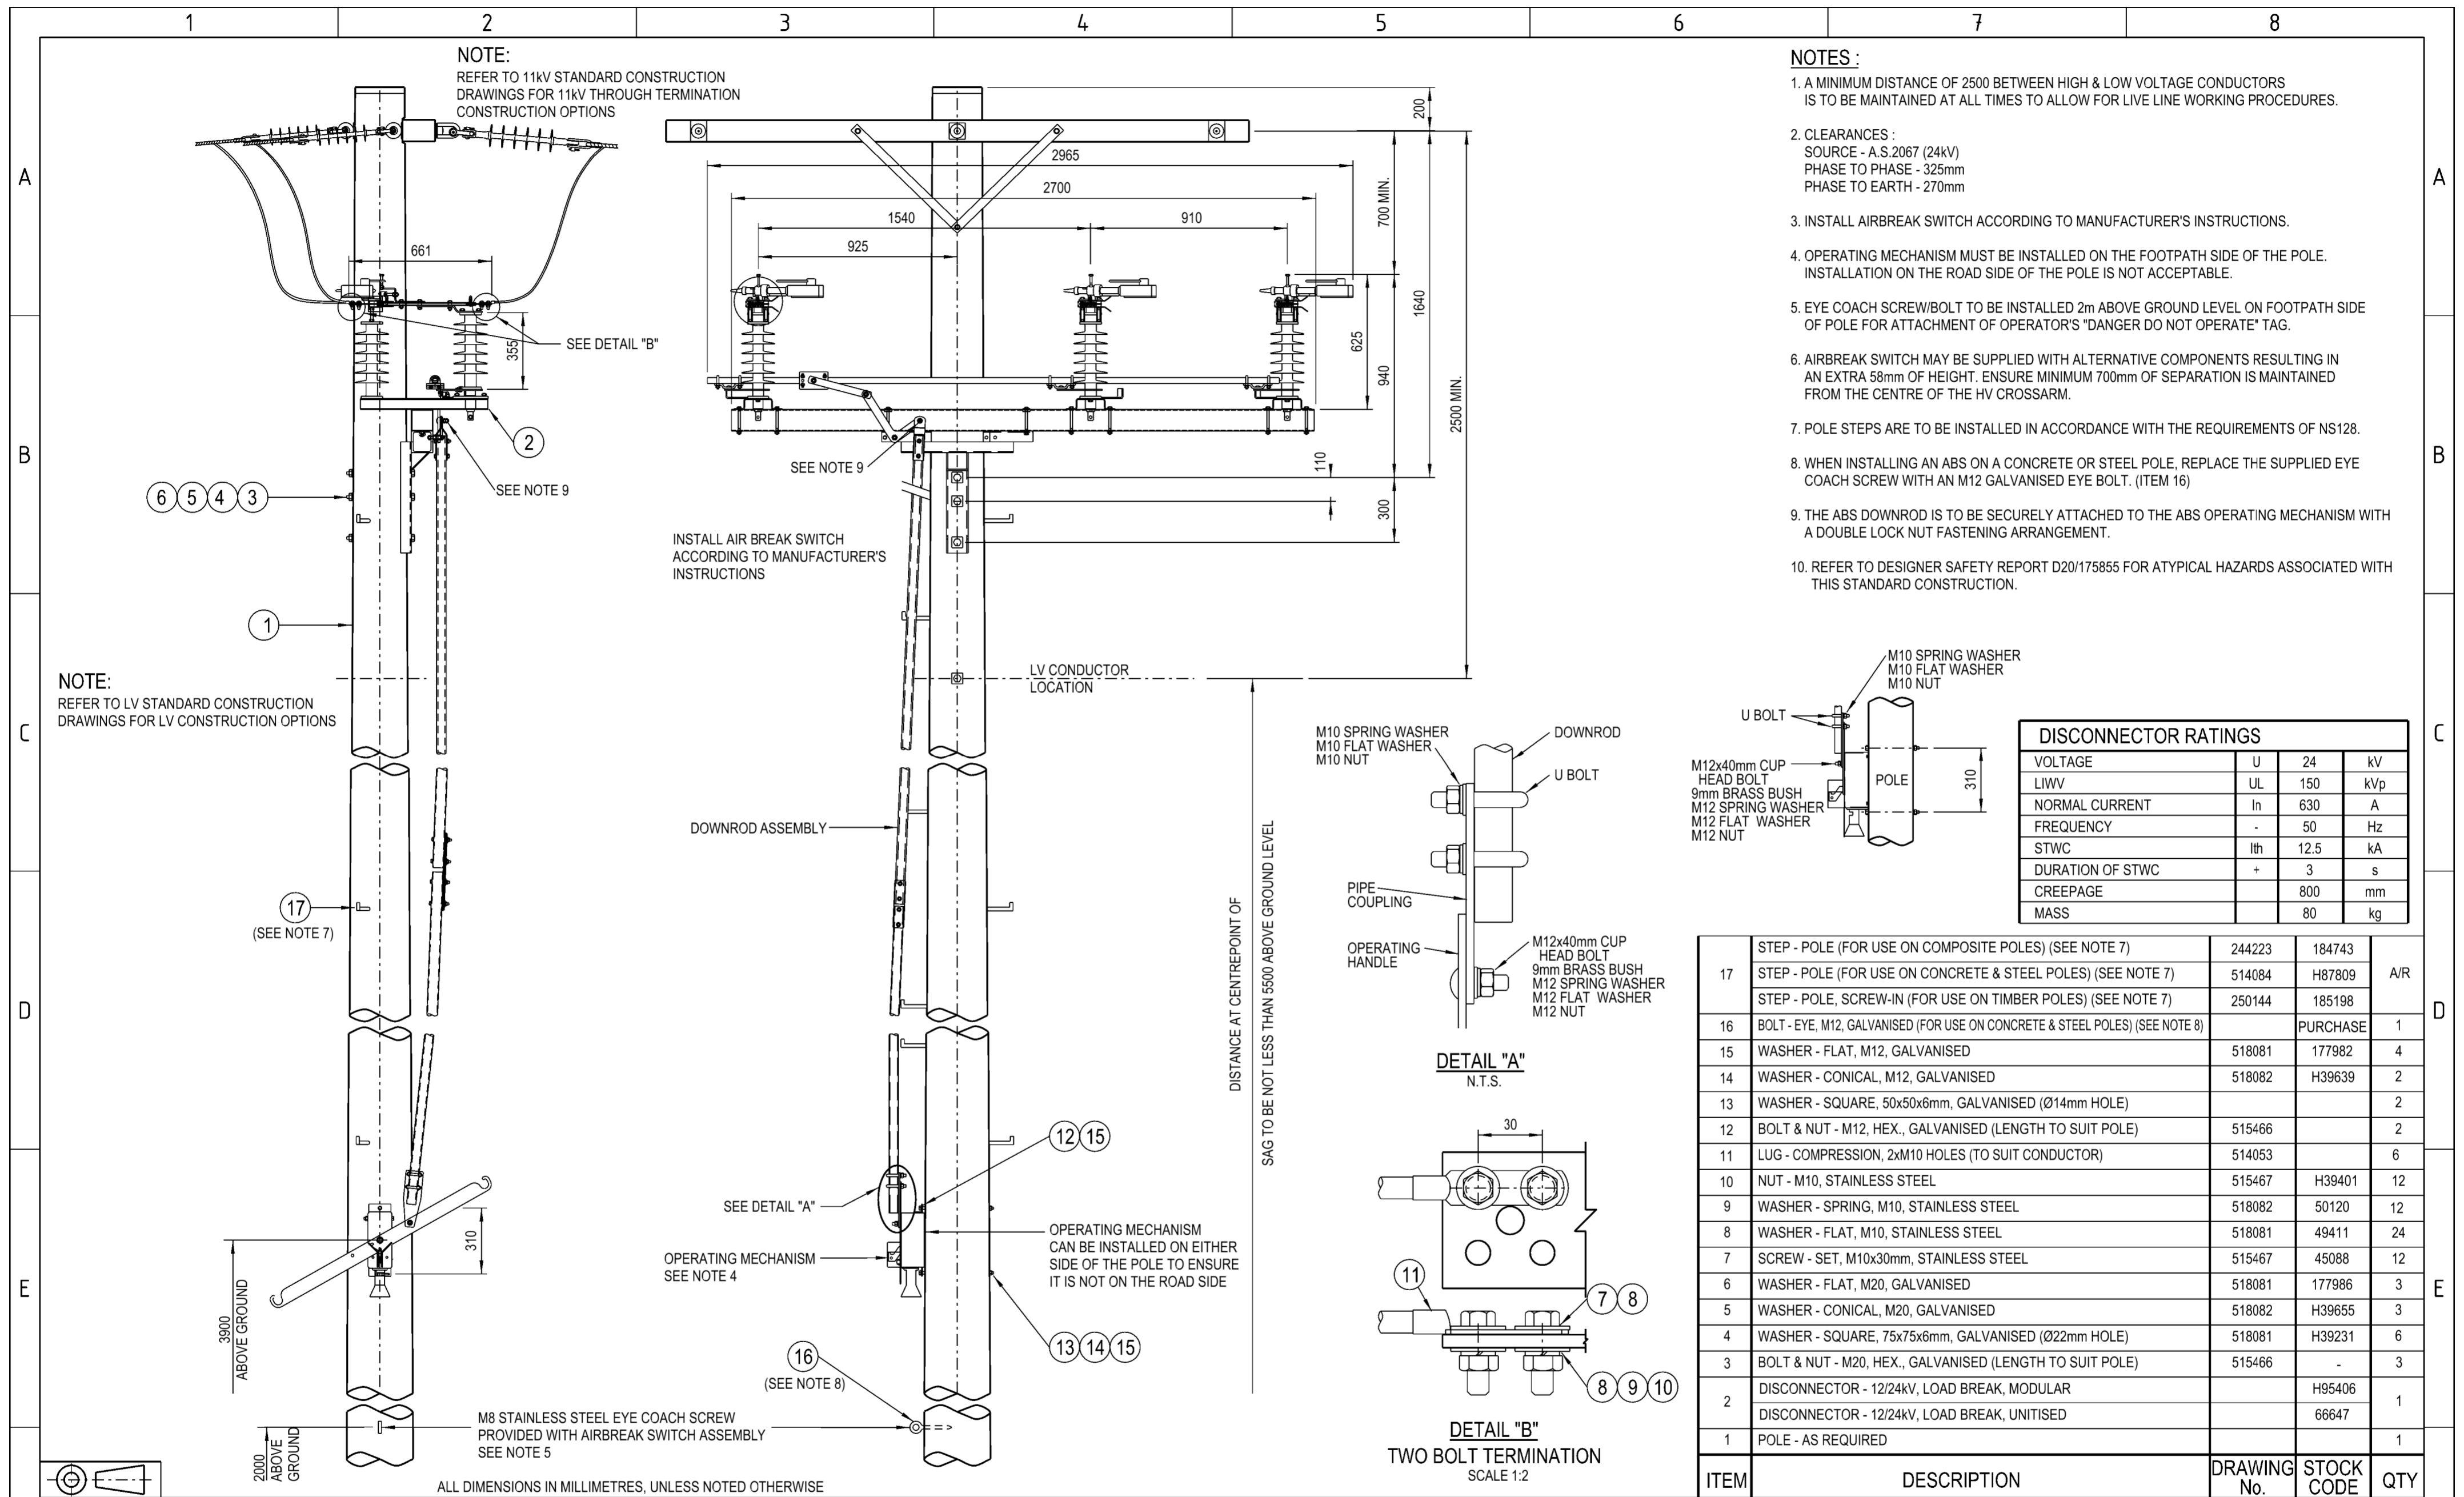 1 2 3 4 5 6 7 8
A
B
C
D
E
A
B
C
D
E
NOTE:
REFER TO 11kV STANDARD CONSTRUCTION
DRAWINGS FOR 11kV THROUGH TERMINATION
CONSTRUCTION OPTIONS
661
355
SEE DETAIL "B"
2
SEE NOTE 9
6 5 4 3
1
NOTE:
REFER TO LV STANDARD CONSTRUCTION
DRAWINGS FOR LV CONSTRUCTION OPTIONS
17
(SEE NOTE 7)
310
3900
ABOVE GROUND
2000
ABOVE
GROUND
M8 STAINLESS STEEL EYE COACH SCREW
PROVIDED WITH AIRBREAK SWITCH ASSEMBLY
SEE NOTE 5
ALL DIMENSIONS IN MILLIMETRES, UNLESS NOTED OTHERWISE
200
2965
2700
1540
910
925
700 MIN.
1640
625
940
2500 MIN.
110
300
SEE NOTE 9
INSTALL AIR BREAK SWITCH
ACCORDING TO MANUFACTURER'S
INSTRUCTIONS
LV CONDUCTOR
LOCATION
DOWNROD ASSEMBLY
DISTANCE AT CENTREPOINT OF
SAG TO BE NOT LESS THAN 5500 ABOVE GROUND LEVEL
12 15
SEE DETAIL "A"
OPERATING MECHANISM
SEE NOTE 4
OPERATING MECHANISM
CAN BE INSTALLED ON EITHER
SIDE OF THE POLE TO ENSURE
IT IS NOT ON THE ROAD SIDE
13 14 15
16
(SEE NOTE 8)
M10 SPRING WASHER
M10 FLAT WASHER
M10 NUT
DOWNROD
U BOLT
PIPE
COUPLING
OPERATING
HANDLE
M12x40mm CUP
HEAD BOLT
9mm BRASS BUSH
M12 SPRING WASHER
M12 FLAT WASHER
M12 NUT
DETAIL "A"
N.T.S.
30
11
7 8
8 9 10
DETAIL "B"
TWO BOLT TERMINATION
SCALE 1:2
NOTES :
1. A MINIMUM DISTANCE OF 2500 BETWEEN HIGH & LOW VOLTAGE CONDUCTORS
IS TO BE MAINTAINED AT ALL TIMES TO ALLOW FOR LIVE LINE WORKING PROCEDURES.
2. CLEARANCES :
SOURCE - A.S.2067 (24kV)
PHASE TO PHASE - 325mm
PHASE TO EARTH - 270mm
3. INSTALL AIRBREAK SWITCH ACCORDING TO MANUFACTURER'S INSTRUCTIONS.
4. OPERATING MECHANISM MUST BE INSTALLED ON THE FOOTPATH SIDE OF THE POLE.
INSTALLATION ON THE ROAD SIDE OF THE POLE IS NOT ACCEPTABLE.
5. EYE COACH SCREW/BOLT TO BE INSTALLED 2m ABOVE GROUND LEVEL ON FOOTPATH SIDE
OF POLE FOR ATTACHMENT OF OPERATOR'S "DANGER DO NOT OPERATE" TAG.
6. AIRBREAK SWITCH MAY BE SUPPLIED WITH ALTERNATIVE COMPONENTS RESULTING IN
AN EXTRA 58mm OF HEIGHT. ENSURE MINIMUM 700mm OF SEPARATION IS MAINTAINED
FROM THE CENTRE OF THE HV CROSSARM.
7. POLE STEPS ARE TO BE INSTALLED IN ACCORDANCE WITH THE REQUIREMENTS OF NS128.
8. WHEN INSTALLING AN ABS ON A CONCRETE OR STEEL POLE, REPLACE THE SUPPLIED EYE
COACH SCREW WITH AN M12 GALVANISED EYE BOLT. (ITEM 16)
9. THE ABS DOWNROD IS TO BE SECURELY ATTACHED TO THE ABS OPERATING MECHANISM WITH
A DOUBLE LOCK NUT FASTENING ARRANGEMENT.
10. REFER TO DESIGNER SAFETY REPORT D20/175855 FOR ATYPICAL HAZARDS ASSOCIATED WITH
THIS STANDARD CONSTRUCTION.
M10 SPRING WASHER
M10 FLAT WASHER
M10 NUT
U BOLT
M12x40mm CUP
HEAD BOLT
9mm BRASS BUSH
M12 SPRING WASHER
M12 FLAT WASHER
M12 NUT
POLE
310
DISCONNECTOR RATINGS
VOLTAGE U 24 kV
LIWV UL 150 kVp
NORMAL CURRENT In 630 A
FREQUENCY - 50 Hz
STWC Ith 12.5 kA
DURATION OF STWC + 3 s
CREEPAGE 800 mm
MASS 80 kg
STEP - POLE (FOR USE ON COMPOSITE POLES) (SEE NOTE 7) 244223 184743
17 STEP - POLE (FOR USE ON CONCRETE & STEEL POLES) (SEE NOTE 7) 514084 H87809 A/R
STEP - POLE, SCREW-IN (FOR USE ON TIMBER POLES) (SEE NOTE 7) 250144 185198
16 BOLT - EYE, M12, GALVANISED (FOR USE ON CONCRETE & STEEL POLES) (SEE NOTE 8) PURCHASE 1
15 WASHER - FLAT, M12, GALVANISED 518081 177982 4
14 WASHER - CONICAL, M12, GALVANISED 518082 H39639 2
13 WASHER - SQUARE, 50x50x6mm, GALVANISED (Ø14mm HOLE) 2
12 BOLT & NUT - M12, HEX., GALVANISED (LENGTH TO SUIT POLE) 515466 2
11 LUG - COMPRESSION, 2xM10 HOLES (TO SUIT CONDUCTOR) 514053 6
10 NUT - M10, STAINLESS STEEL 515467 H39401 12
9 WASHER - SPRING, M10, STAINLESS STEEL 518082 50120 12
8 WASHER - FLAT, M10, STAINLESS STEEL 518081 49411 24
7 SCREW - SET, M10x30mm, STAINLESS STEEL 515467 45088 12
6 WASHER - FLAT, M20, GALVANISED 518081 177986 3
5 WASHER - CONICAL, M20, GALVANISED 518082 H39655 3
4 WASHER - SQUARE, 75x75x6mm, GALVANISED (Ø22mm HOLE) 518081 H39231 6
3 BOLT & NUT - M20, HEX., GALVANISED (LENGTH TO SUIT POLE) 515466 - 3
DISCONNECTOR - 12/24kV, LOAD BREAK, MODULAR H95406
2 1
DISCONNECTOR - 12/24kV, LOAD BREAK, UNITISED 66647
1 POLE - AS REQUIRED 1
ITEM DESCRIPTION DRAWING No. STOCK CODE QTY